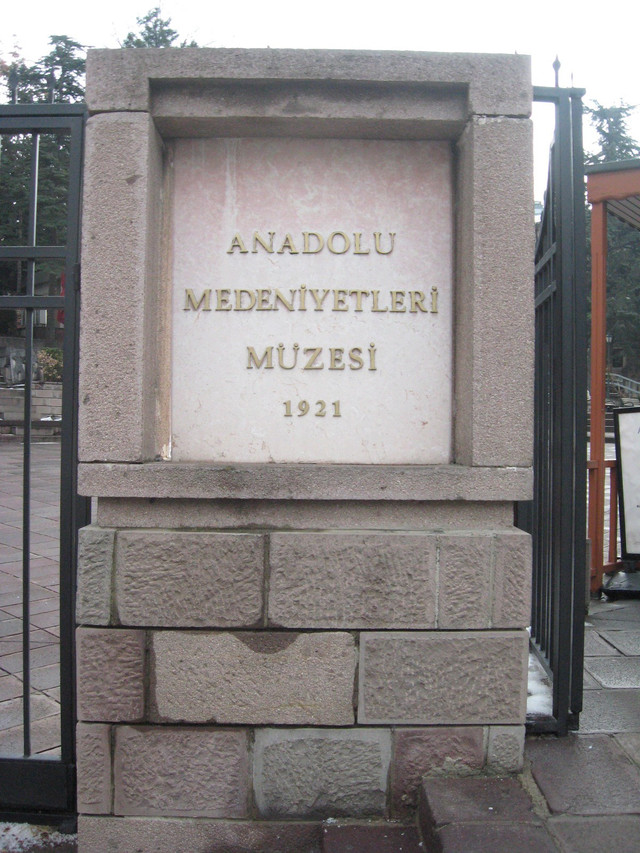 ANADOLU
MEDENİYETLERİ
MÜZESİ
1921